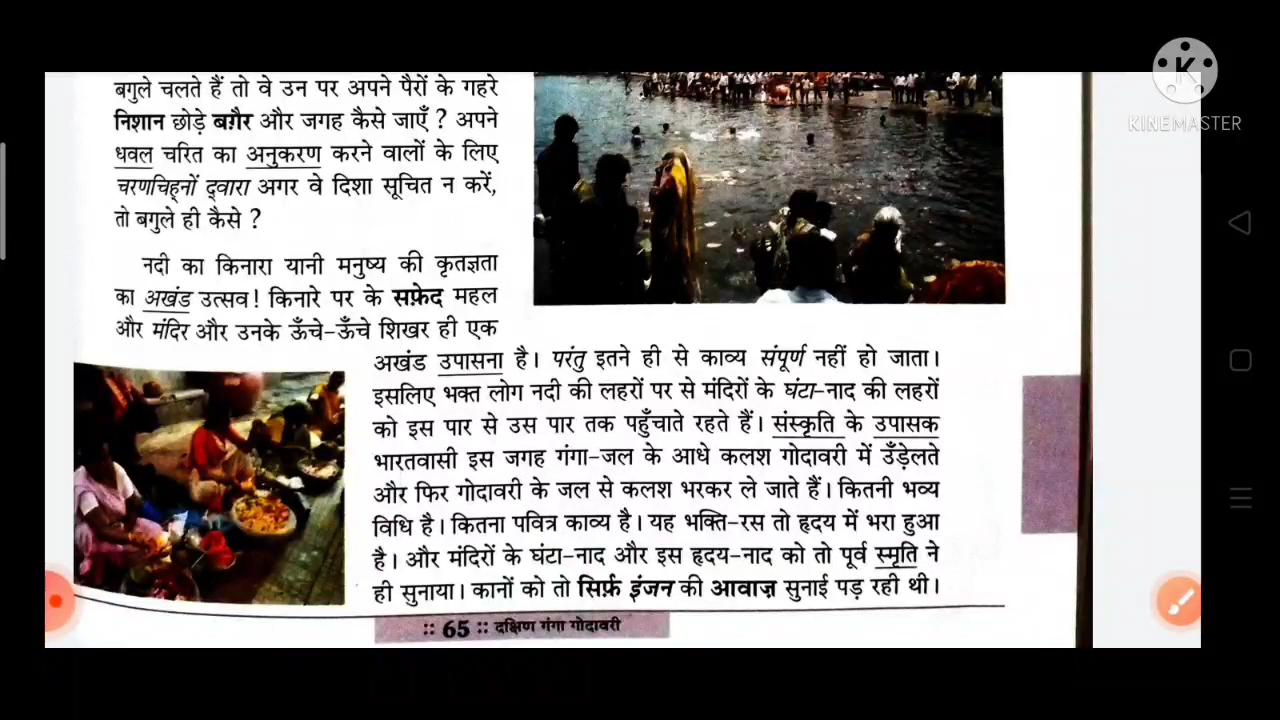 बगुले चलते हैं तो वे उन पर अपने पैरों के गहरे
निशान छोड़े बग़ैर और जगह कैसे जाएँ ? अपने
धवल चरित का अनुकरण करने वालों के लिए
चरणचिह्नों द्वारा अगर वे दिशा सूचित न करें,
तो बगुले ही कैसे ?
नदी का किनारा यानी मनुष्य की कृतज्ञता
का अखंड उत्सव! किनारे पर के सफ़ेद महल
और मंदिर और उनके ऊँचे-ऊँचे शिखर ही एक
अखंड उपासना है। परंतु इतने ही से काव्य संपूर्ण नहीं हो जाता।
इसलिए भक्त लोग नदी की लहरों पर से मंदिरों के घंटा-नाद की लहरों
को इस पार से उस पार तक पहुँचाते रहते हैं। संस्कृति के उपासक
भारतवासी इस जगह गंगा-जल के आधे कलश गोदावरी में उँड़ेलते
और फिर गोदावरी के जल से कलश भरकर ले जाते हैं। कितनी भव्य
विधि है। कितना पवित्र काव्य है। यह भक्ति-रस तो हृदय में भरा हुआ
है। और मंदिरों के घंटा-नाद और इस हृदय-नाद को तो पूर्व स्मृति ने
ही सुनाया। कानों को तो सिर्फ़ इंजन की आवाज़ सुनाई पड़ रही थी।
:: 65 :: दक्षिण गंगा गोदावरी
K
KINEMASTER